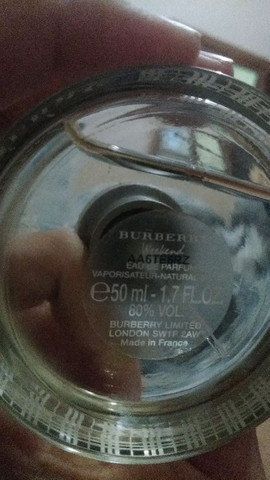 BURBERRY
Weekend
EAU DE PARFUM
VAPORISATEUR-NATURAL
℮50 ml - 1.7 FL.OZ.
80% VOL.
BURBERRY LIMITED
LONDON SW1P 2AW
Made in France